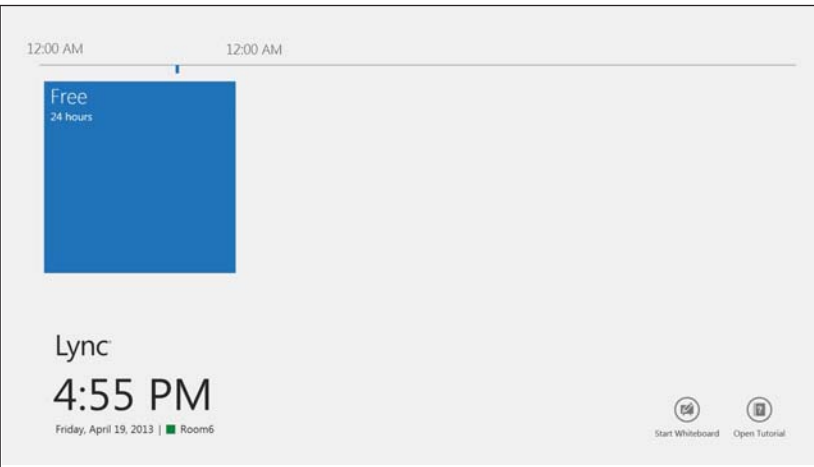 12:00 AM 12:00 AM
Free
24 hours
Lync
4:55 PM
Friday, April 19, 2013 | Room6
Start Whiteboard Open Tutorial